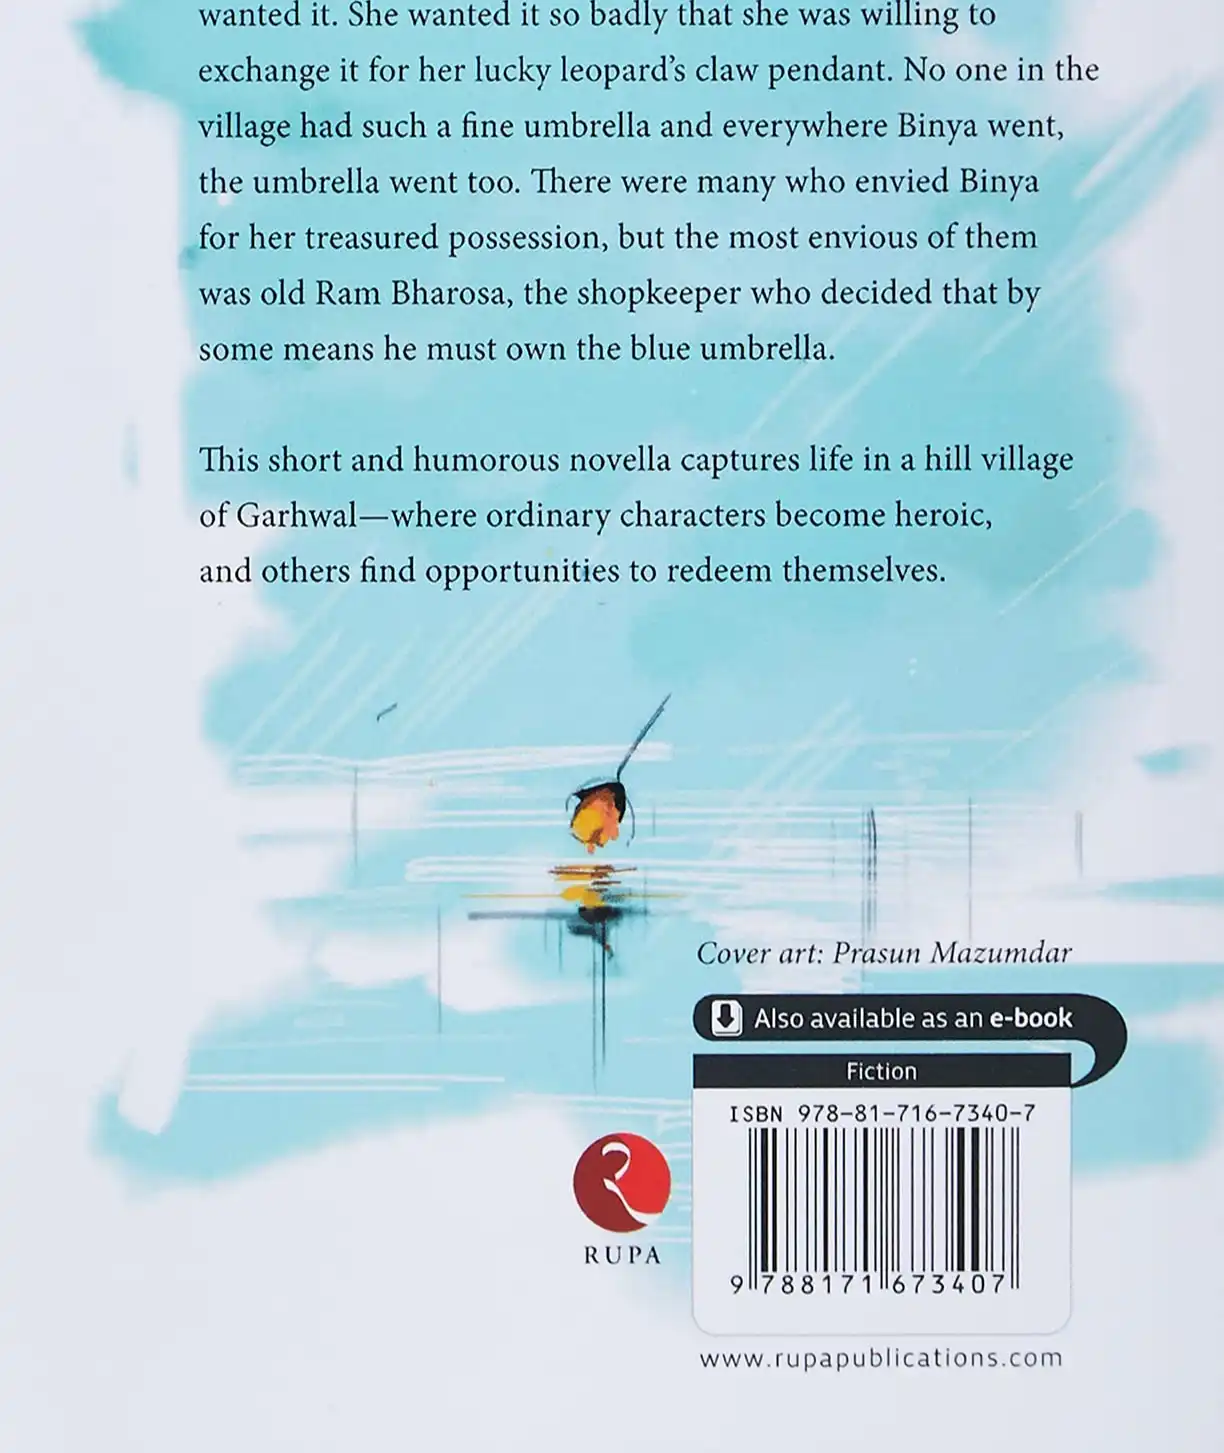 wanted it. She wanted it so badly that she was willing to
exchange it for her lucky leopard's claw pendant. No one in the
village had such a fine umbrella and everywhere Binya went,
the umbrella went too. There were many who envied Binya
for her treasured possession, but the most envious of them
was old Ram Bharosa, the shopkeeper who decided that by
some means he must own the blue umbrella.
This short and humorous novella captures life in a hill village
of Garhwal—where ordinary characters become heroic,
and others find opportunities to redeem themselves.
Cover art: Prasun Mazumdar
Also available as an e-book
Fiction
ISBN 978-81-716-7340-7
9 788171 673407
RUPA
www.rupapublications.com